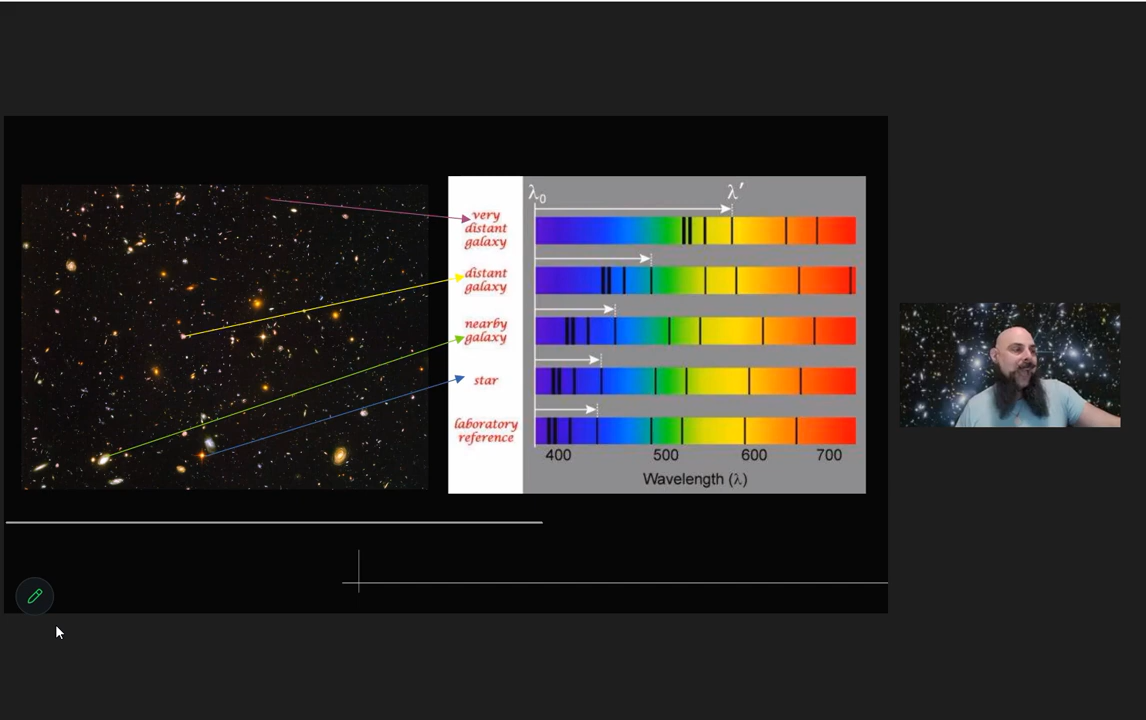 λ₀
λ′
very
distant
galaxy
distant
galaxy
nearby
galaxy
star
laboratory
reference
400 500 600 700
Wavelength (λ)